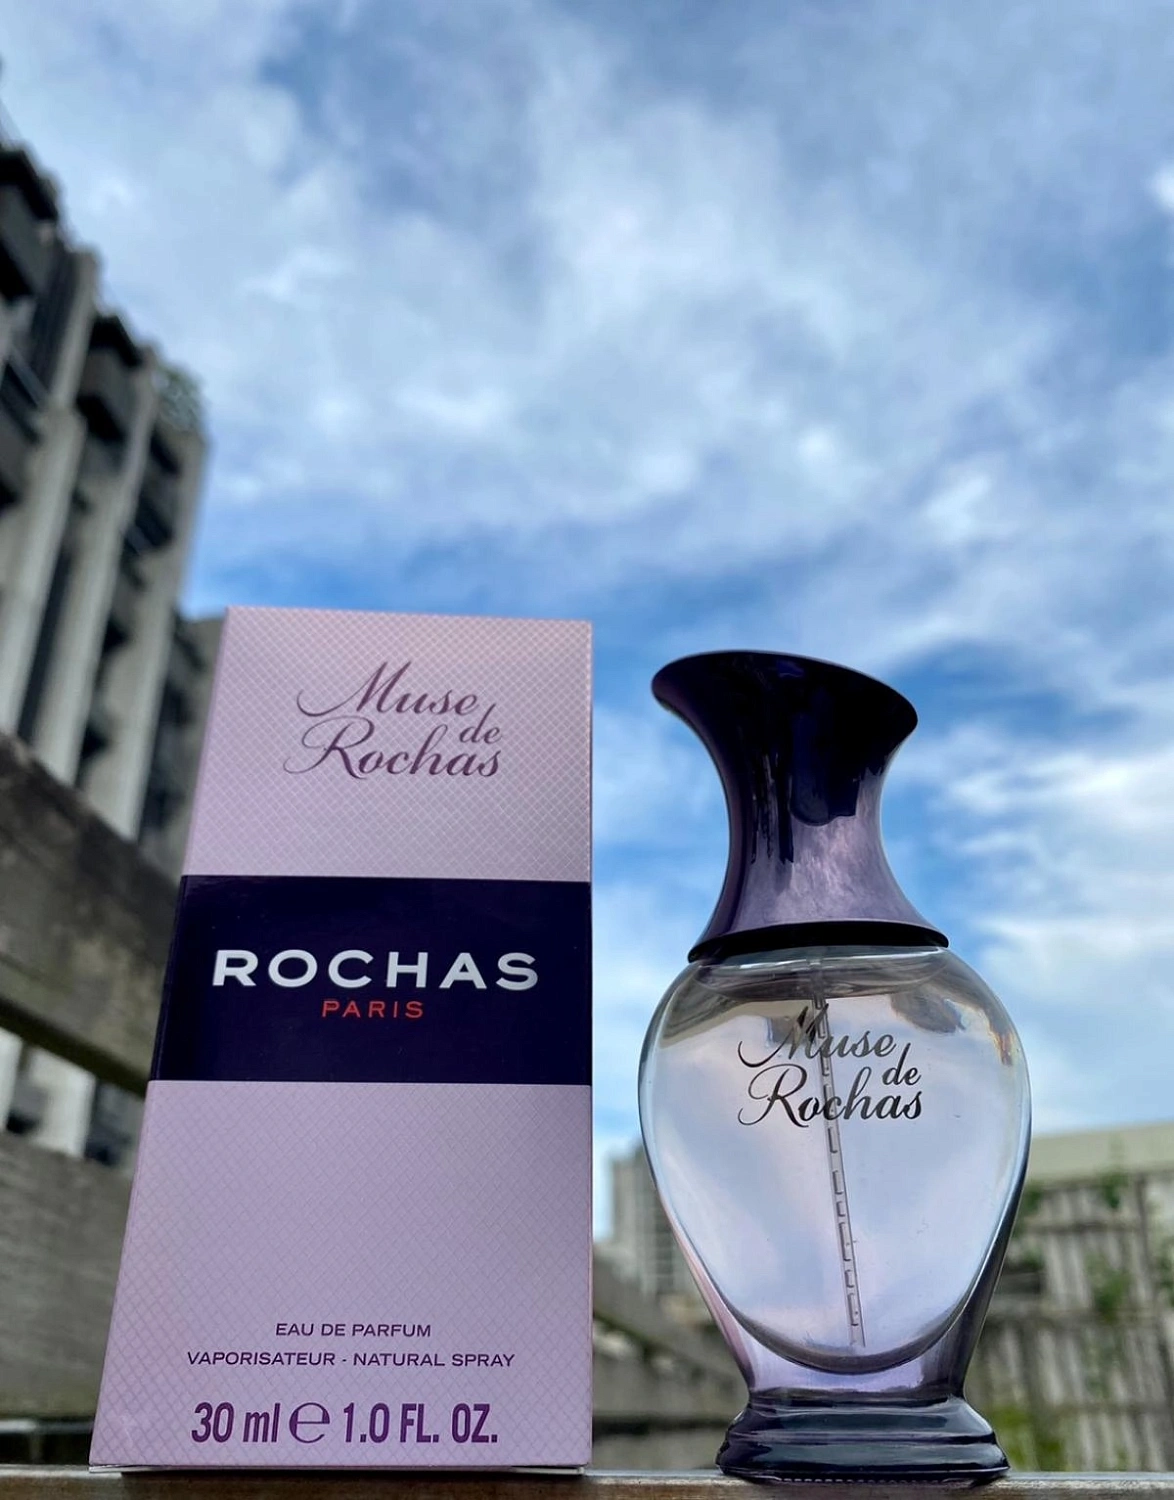 Muse
de
Rochas
ROCHAS
PARIS
EAU DE PARFUM
VAPORISATEUR - NATURAL SPRAY
30 ml ℮ 1.0 FL. OZ.
Muse
de
Rochas